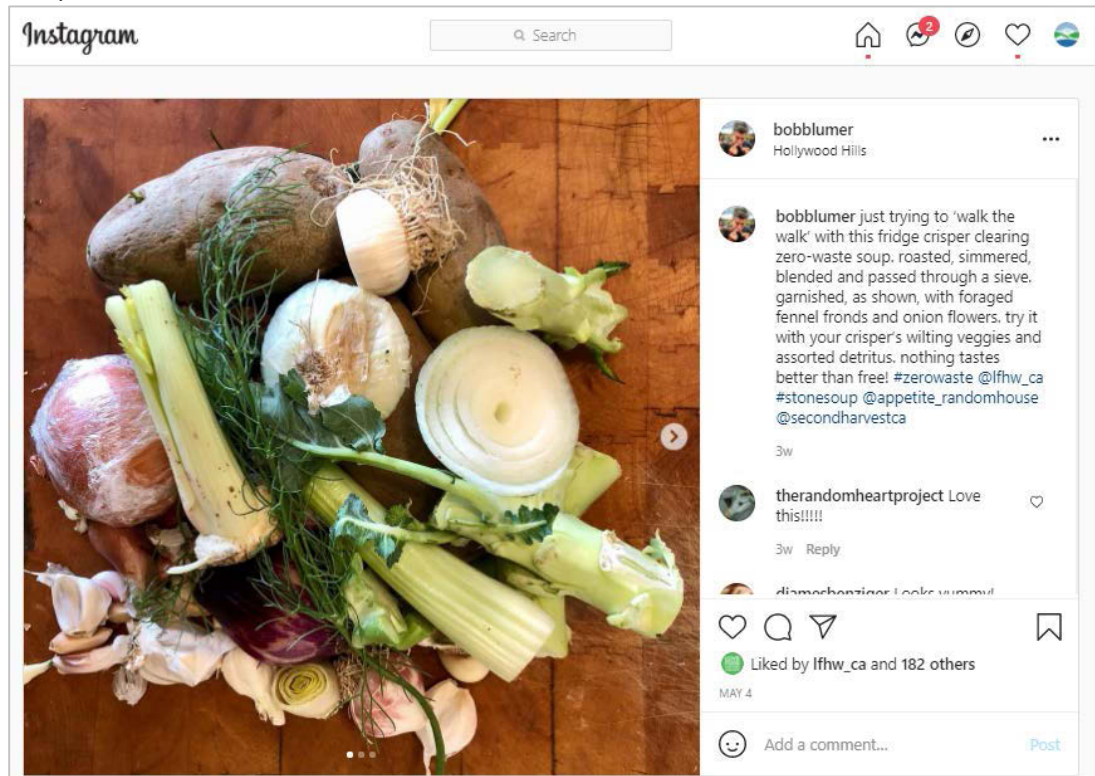 Instagram
Search
2
bobblumer
Hollywood Hills
bobblumer just trying to ‘walk the
walk’ with this fridge crisper clearing
zero-waste soup. roasted, simmered,
blended and passed through a sieve.
garnished, as shown, with foraged
fennel fronds and onion flowers. try it
with your crisper's wilting veggies and
assorted detritus. nothing tastes
better than free! #zerowaste @lfhw_ca
#stonesoup @appetite_randomhouse
@secondharvestca
3w
therandomheartproject Love
this!!!!!
3w Reply
djameshenziger Looks yummy!
Liked by lfhw_ca and 182 others
MAY 4
Add a comment...
Post